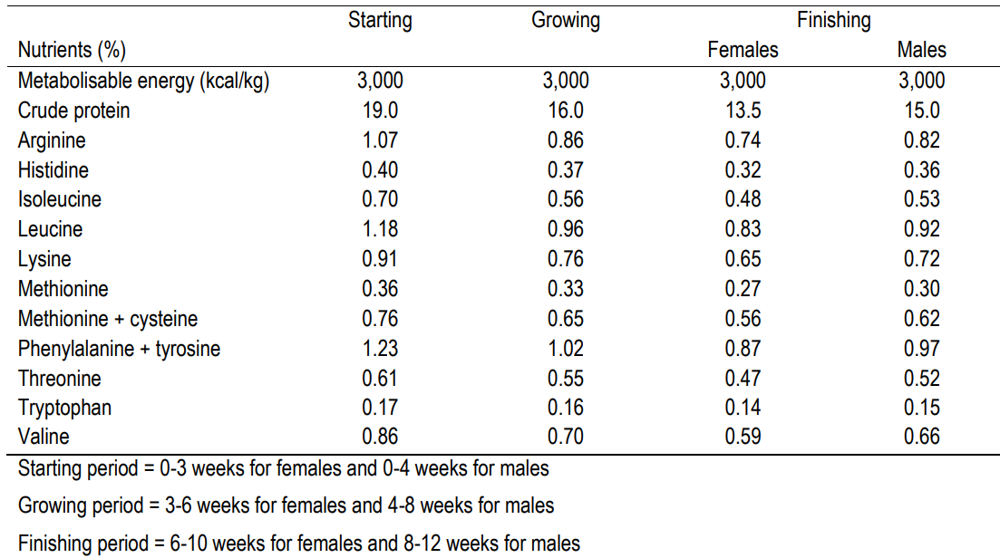 Starting Growing Finishing
Nutrients (%) Females Males
Metabolisable energy (kcal/kg) 3,000 3,000 3,000 3,000
Crude protein 19.0 16.0 13.5 15.0
Arginine 1.07 0.86 0.74 0.82
Histidine 0.40 0.37 0.32 0.36
Isoleucine 0.70 0.56 0.48 0.53
Leucine 1.18 0.96 0.83 0.92
Lysine 0.91 0.76 0.65 0.72
Methionine 0.36 0.33 0.27 0.30
Methionine + cysteine 0.76 0.65 0.56 0.62
Phenylalanine + tyrosine 1.23 1.02 0.87 0.97
Threonine 0.61 0.55 0.47 0.52
Tryptophan 0.17 0.16 0.14 0.15
Valine 0.86 0.70 0.59 0.66
Starting period = 0-3 weeks for females and 0-4 weeks for males
Growing period = 3-6 weeks for females and 4-8 weeks for males
Finishing period = 6-10 weeks for females and 8-12 weeks for males